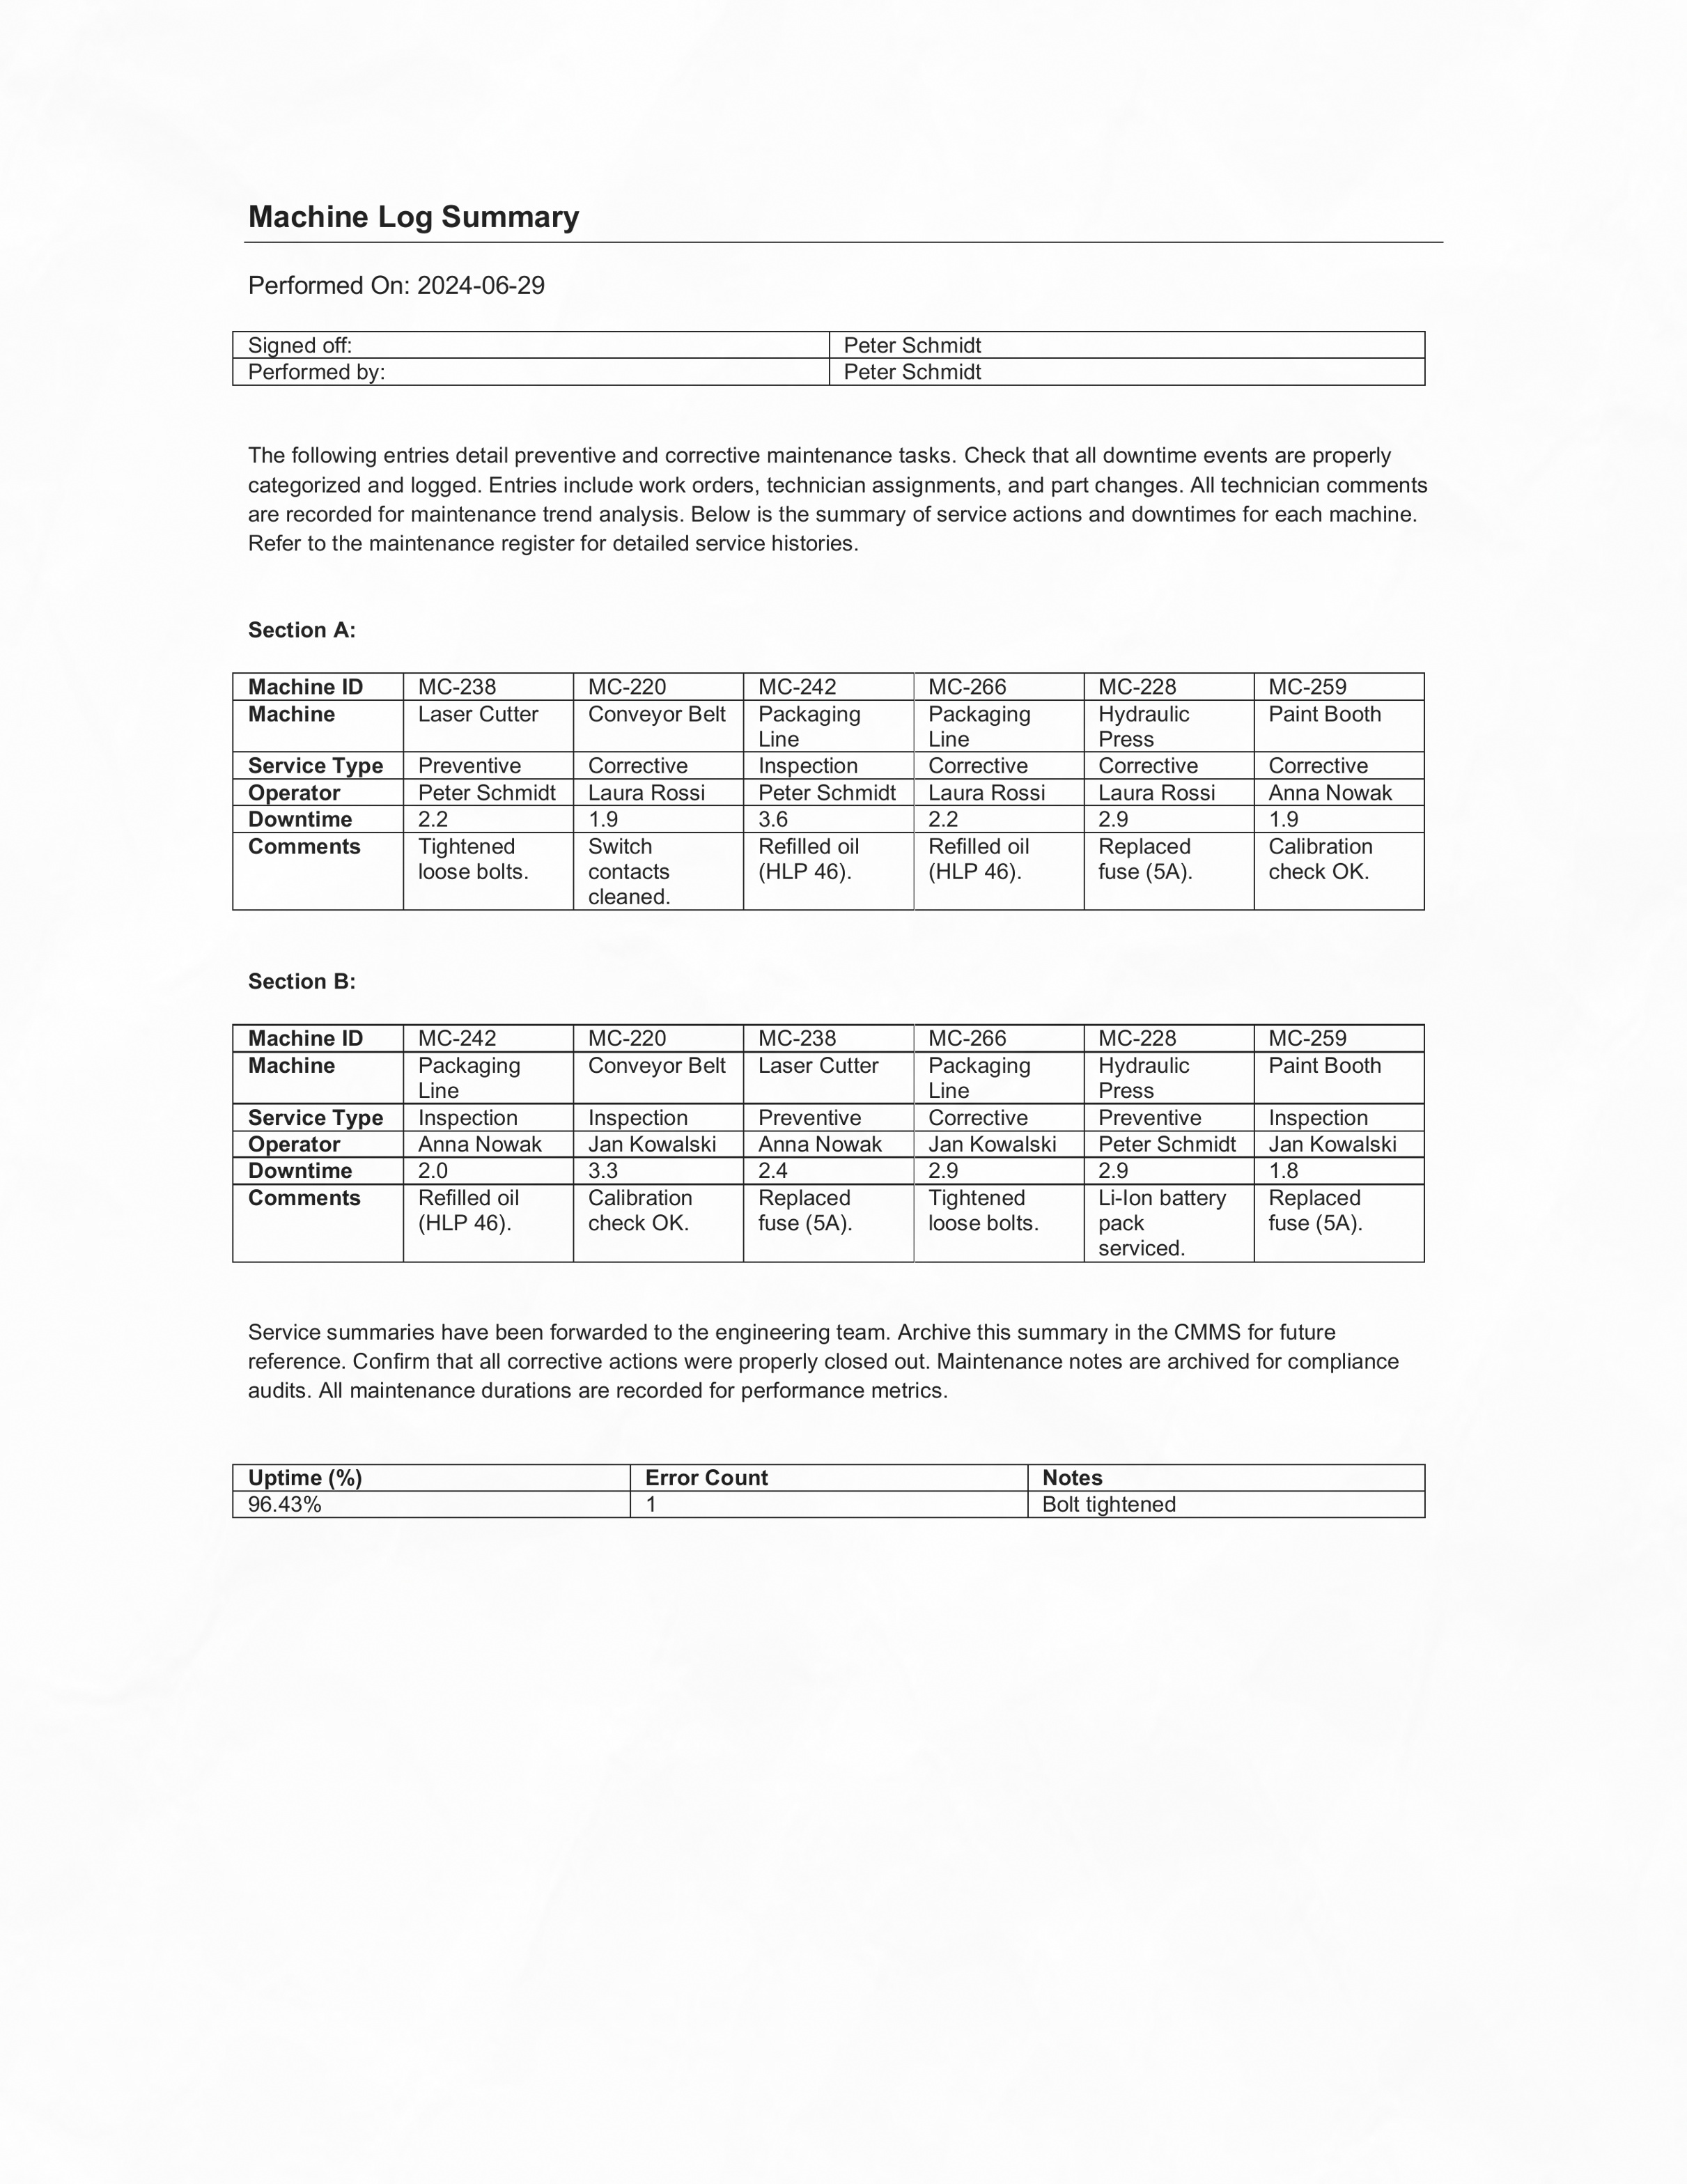 Machine Log Summary
Performed On: 2024-06-29
Signed off: Peter Schmidt
Performed by: Peter Schmidt
The following entries detail preventive and corrective maintenance tasks. Check that all downtime events are properly
categorized and logged. Entries include work orders, technician assignments, and part changes. All technician comments
are recorded for maintenance trend analysis. Below is the summary of service actions and downtimes for each machine.
Refer to the maintenance register for detailed service histories.
Section A:
Machine ID MC-238 MC-220 MC-242 MC-266 MC-228 MC-259
Machine Laser Cutter Conveyor Belt Packaging Packaging Hydraulic Paint Booth
Line Line Press
Service Type Preventive Corrective Inspection Corrective Corrective Corrective
Operator Peter Schmidt Laura Rossi Peter Schmidt Laura Rossi Laura Rossi Anna Nowak
Downtime 2.2 1.9 3.6 2.2 2.9 1.9
Comments Tightened Switch Refilled oil Refilled oil Replaced Calibration
loose bolts. contacts (HLP 46). (HLP 46). fuse (5A). check OK.
cleaned.
Section B:
Machine ID MC-242 MC-220 MC-238 MC-266 MC-228 MC-259
Machine Packaging Conveyor Belt Laser Cutter Packaging Hydraulic Paint Booth
Line Line Press
Service Type Inspection Inspection Preventive Corrective Preventive Inspection
Operator Anna Nowak Jan Kowalski Anna Nowak Jan Kowalski Peter Schmidt Jan Kowalski
Downtime 2.0 3.3 2.4 2.9 2.9 1.8
Comments Refilled oil Calibration Replaced Tightened Li-Ion battery Replaced
(HLP 46). check OK. fuse (5A). loose bolts. pack fuse (5A).
serviced.
Service summaries have been forwarded to the engineering team. Archive this summary in the CMMS for future
reference. Confirm that all corrective actions were properly closed out. Maintenance notes are archived for compliance
audits. All maintenance durations are recorded for performance metrics.
Uptime (%) Error Count Notes
96.43% 1 Bolt tightened